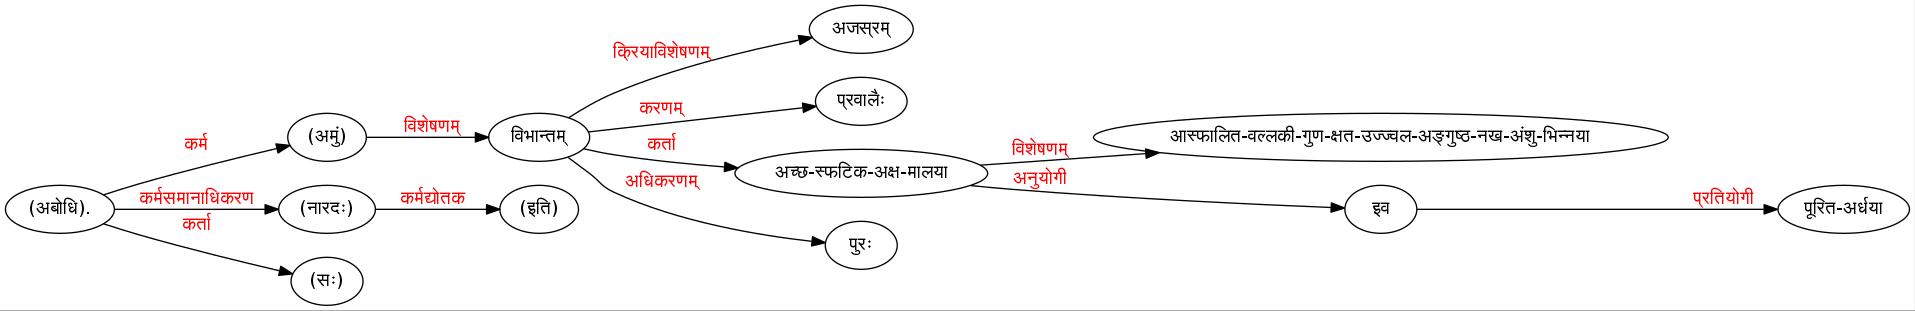 अजस्रम्
क्रियाविशेषणम्
प्रवालैः
करणम्
(अमुं)
विशेषणम्
विभान्तम्
आस्फालित-वल्लकी-गुण-क्षत-उज्ज्वल-अङ्गुष्ठ-नख-अंशु-भिन्नया
कर्म
कर्ता
विशेषणम्
अच्छ-स्फटिक-अक्ष-मालया
अधिकरणम्
अनुयोगी
(अबोधि).
कर्मसमानाधिकरण
(नारदः)
कर्मद्योतक
(इति)
इव
प्रतियोगी
पूरित-अर्धया
कर्ता
पुरः
(सः)